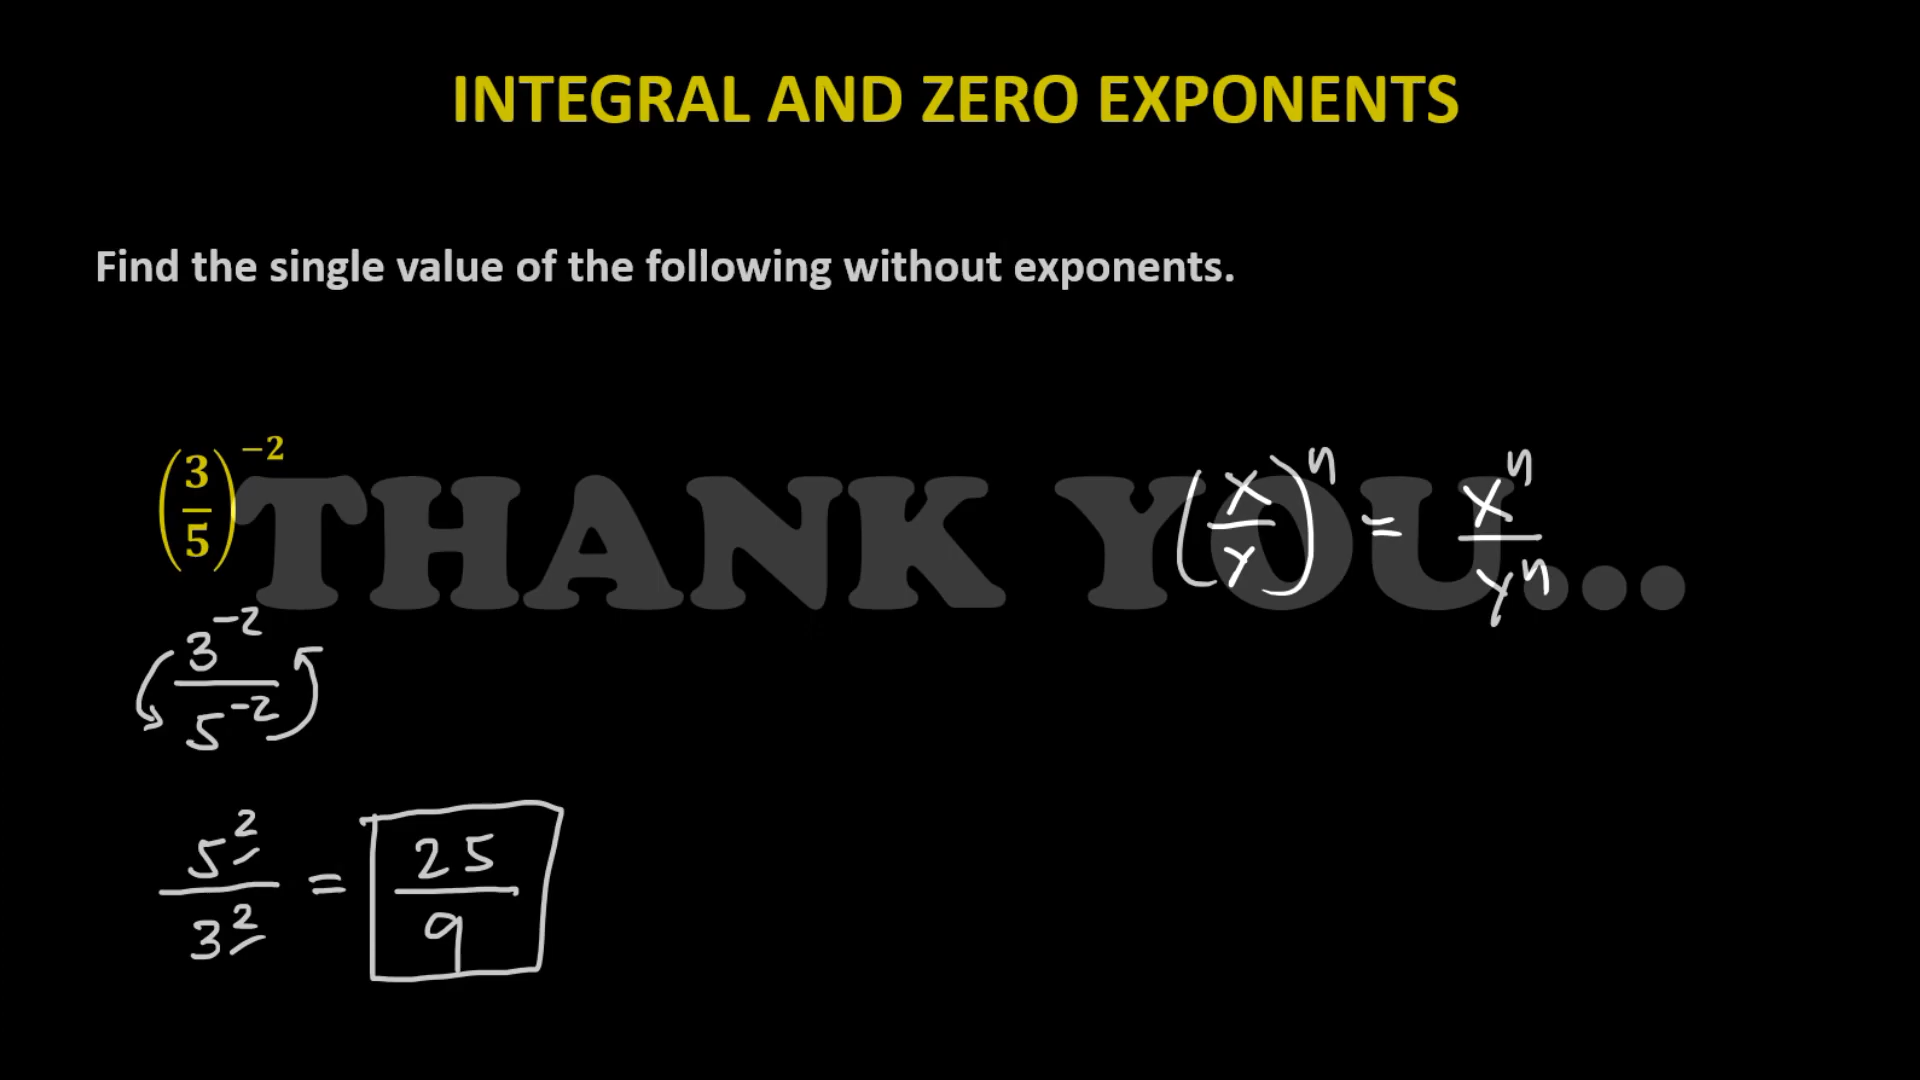 INTEGRAL AND ZERO EXPONENTS
Find the single value of the following without exponents.
(3/5)^-2
THANK YOU...
(x/y)^n = x^n/y^n
3^-2/5^-2
5^2/3^2 = 25/9